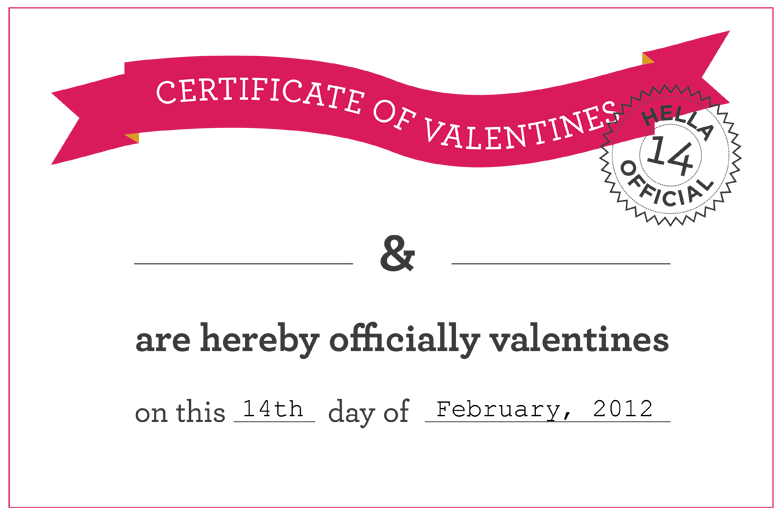 CERTIFICATE OF VALENTINES
HELLA
14
OFFICIAL
&
are hereby officially valentines
on this 14th day of February, 2012